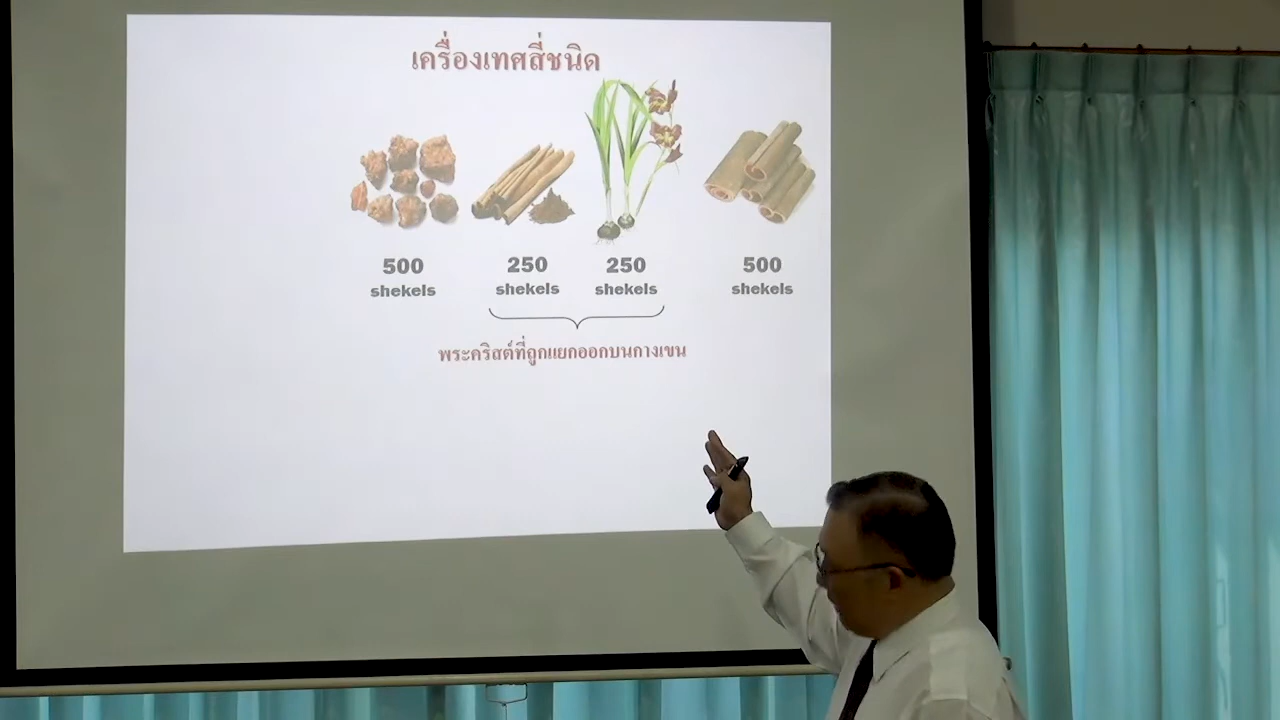 เครื่องเทศสี่ชนิด
500 250 250 500
shekels shekels shekels shekels
พระคริสต์ที่ถูกแยกออกบนกางเขน